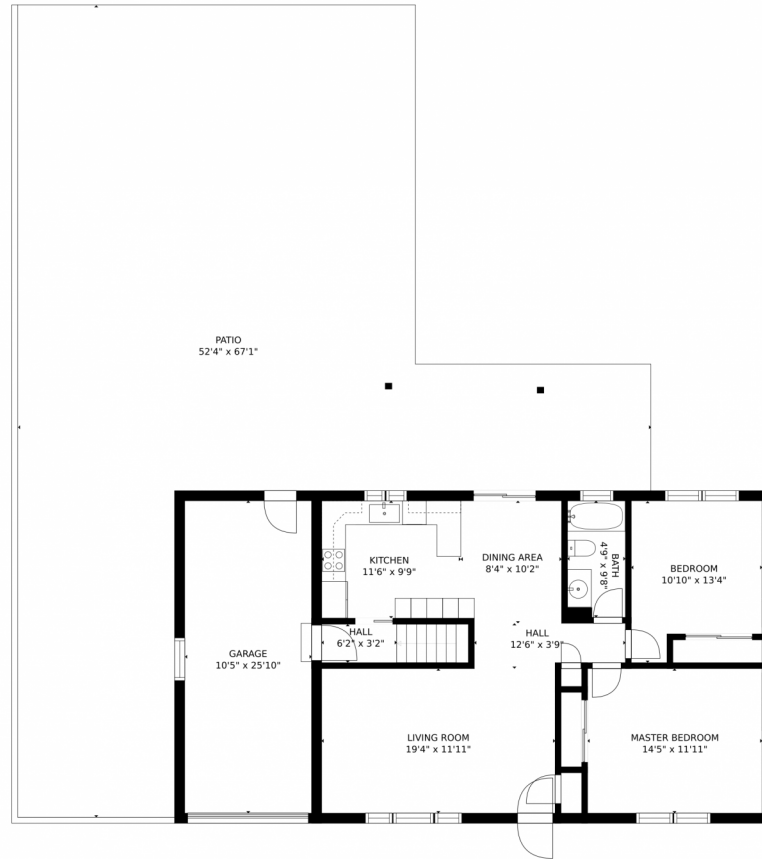 PATIO
52'4" x 67'1"
KITCHEN
11'6" x 9'9"
DINING AREA
8'4" x 10'2"
BATH
4'9" x 9'8"
BEDROOM
10'10" x 13'4"
HALL
6'2" x 3'2"
HALL
12'6" x 3'9"
GARAGE
10'5" x 25'10"
LIVING ROOM
19'4" x 11'11"
MASTER BEDROOM
14'5" x 11'11"